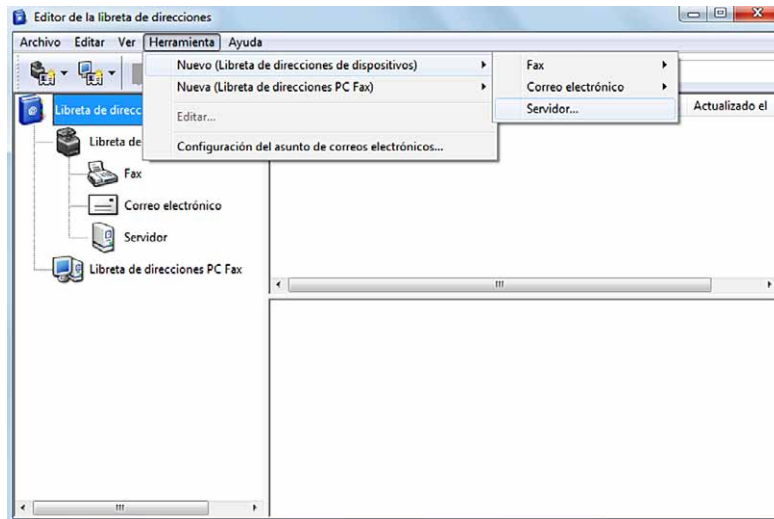 Editor de la libreta de direcciones
Archivo Editar Ver Herramienta Ayuda
Nuevo (Libreta de direcciones de dispositivos)
Fax
Nueva (Libreta de direcciones PC Fax)
Correo electrónico
Libreta de direcc
Editar...
Servidor...
Actualizado el
Libreta de
Configuración del asunto de correos electrónicos...
Fax
Correo electrónico
Servidor
Libreta de direcciones PC Fax